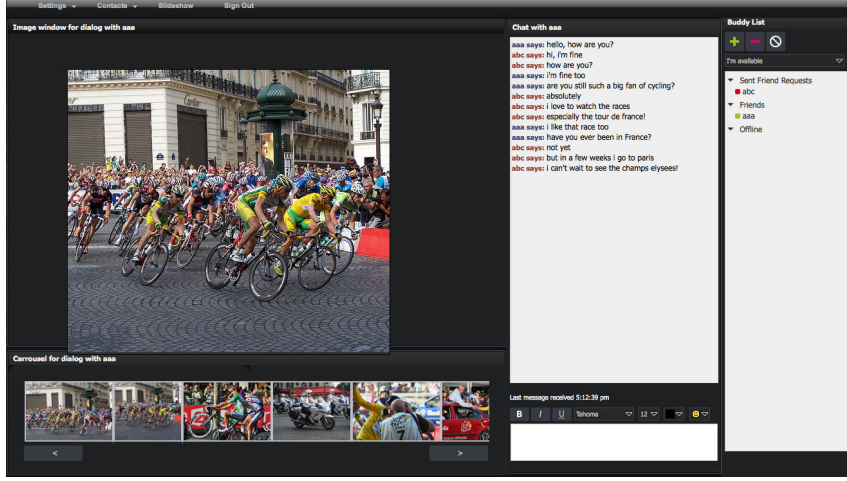 Settings
Contacts
Slideshow
Sign Out
Image window for dialog with aaa
Cartier
Carrousel for dialog with aaa
7
<
>
Chat with aaa
aaa says: hello, how are you?
abc says: hi, i'm fine
abc says: how are you?
aaa says: i'm fine too
aaa says: are you still such a big fan of cycling?
abc says: absolutely
abc says: i love to watch the races
abc says: especially the tour de france!
aaa says: i like that race too
aaa says: have you ever been in France?
abc says: not yet
abc says: but in a few weeks i go to paris
abc says: i can't wait to see the champs elysees!
Last message received 5:12:39 pm
B I U Tahoma 12
Buddy List
I'm available
Sent Friend Requests
abc
Friends
aaa
Offline